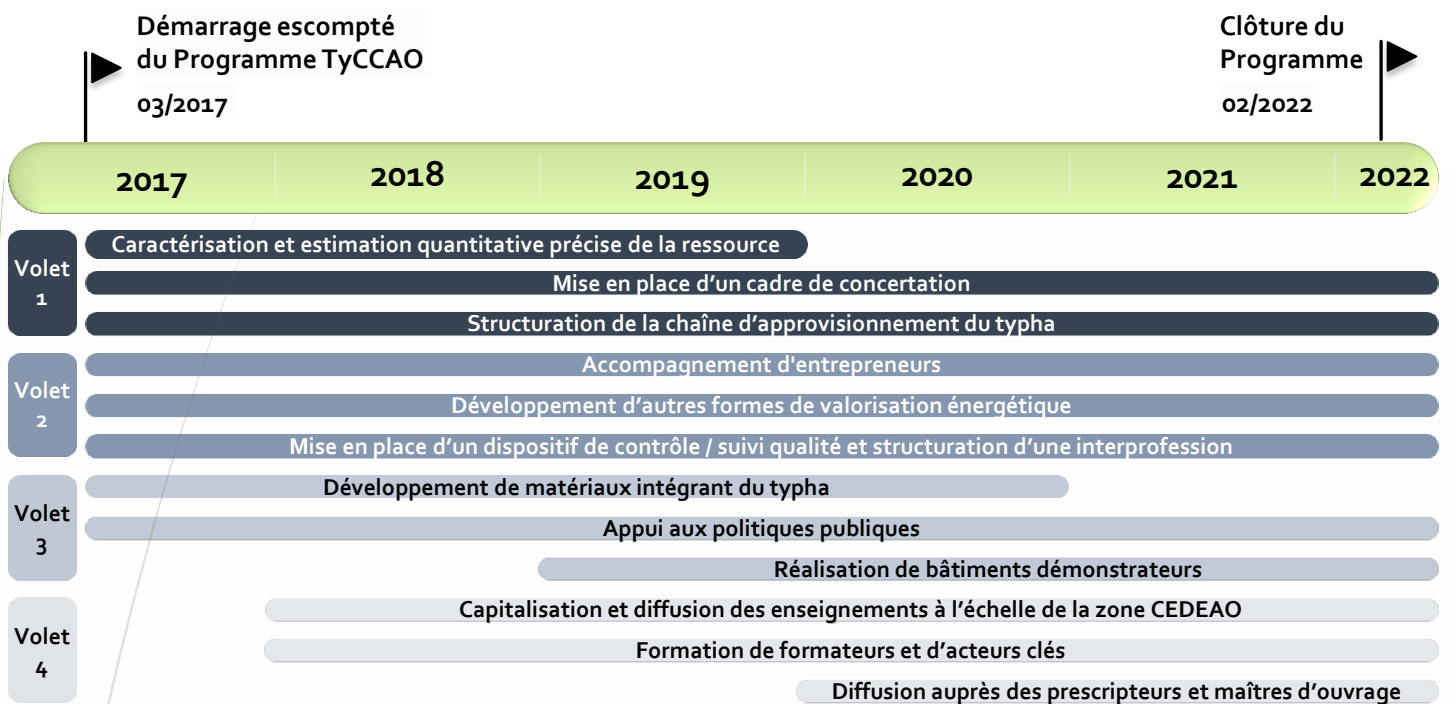 Démarrage escompté
du Programme TyCCAO
03/2017
Clôture du
Programme
02/2022
2017
2018
2019
2020
2021
2022
Volet
1
Caractérisation et estimation quantitative précise de la ressource
Mise en place d’un cadre de concertation
Structuration de la chaîne d’approvisionnement du typha
Volet
2
Accompagnement d'entrepreneurs
Développement d’autres formes de valorisation énergétique
Mise en place d’un dispositif de contrôle / suivi qualité et structuration d’une interprofession
Volet
3
Développement de matériaux intégrant du typha
Appui aux politiques publiques
Réalisation de bâtiments démonstrateurs
Volet
4
Capitalisation et diffusion des enseignements à l’échelle de la zone CEDEAO
Formation de formateurs et d’acteurs clés
Diffusion auprès des prescripteurs et maîtres d’ouvrage